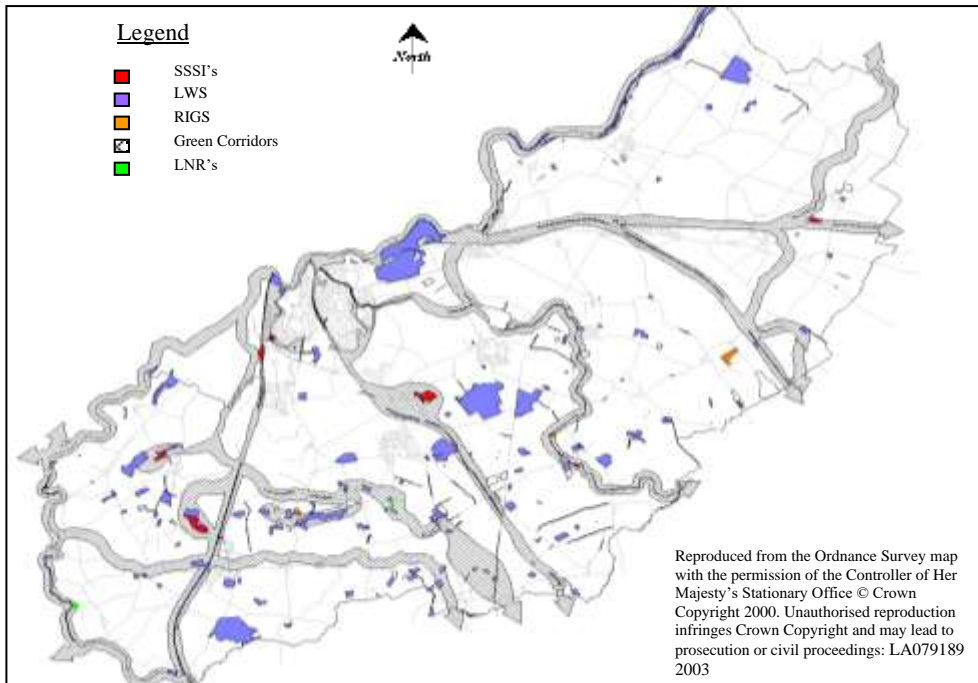 Legend
North
SSSI's
LWS
RIGS
Green Corridors
LNR's
Reproduced from the Ordnance Survey map
with the permission of the Controller of Her
Majesty's Stationary Office © Crown
Copyright 2000. Unauthorised reproduction
infringes Crown Copyright and may lead to
prosecution or civil proceedings: LA079189
2003